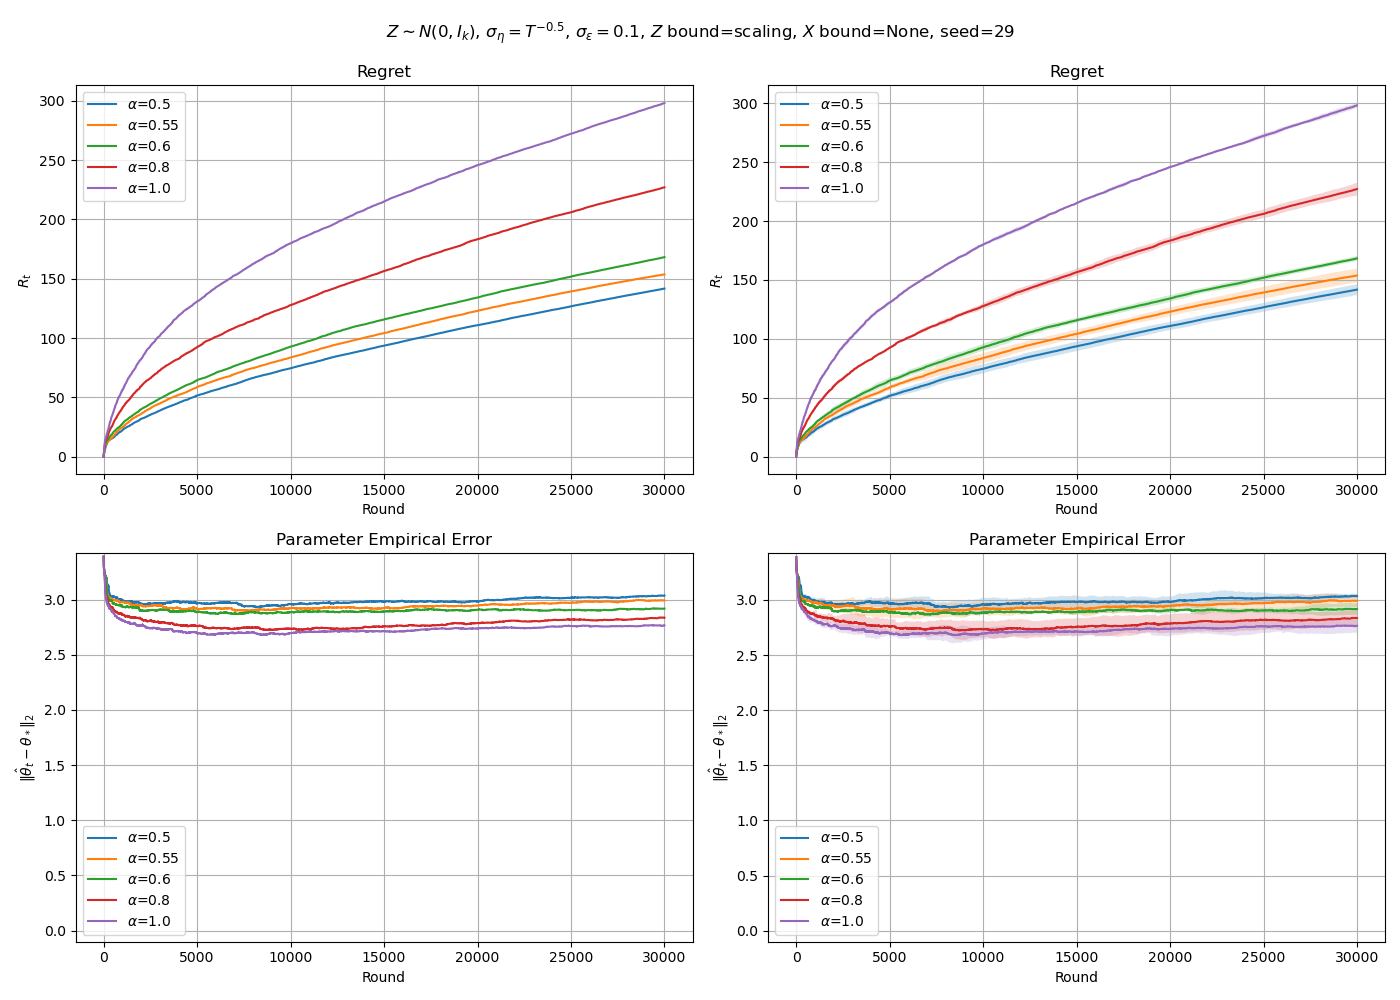 Z ~ N(0, I_k), σ_η = T^{-0.5}, σ_ε = 0.1, Z bound=scaling, X bound=None, seed=29
Regret
α=0.5
α=0.55
α=0.6
α=0.8
α=1.0
300
250
200
150
100
50
0
R_t
0 5000 10000 15000 20000 25000 30000
Round
Regret
α=0.5
α=0.55
α=0.6
α=0.8
α=1.0
300
250
200
150
100
50
0
R_t
0 5000 10000 15000 20000 25000 30000
Round
Parameter Empirical Error
3.0
2.5
2.0
1.5
1.0
0.5
0.0
‖θ̂_t − θ_*‖_2
α=0.5
α=0.55
α=0.6
α=0.8
α=1.0
0 5000 10000 15000 20000 25000 30000
Round
Parameter Empirical Error
3.0
2.5
2.0
1.5
1.0
0.5
0.0
‖θ̂_t − θ_*‖_2
α=0.5
α=0.55
α=0.6
α=0.8
α=1.0
0 5000 10000 15000 20000 25000 30000
Round